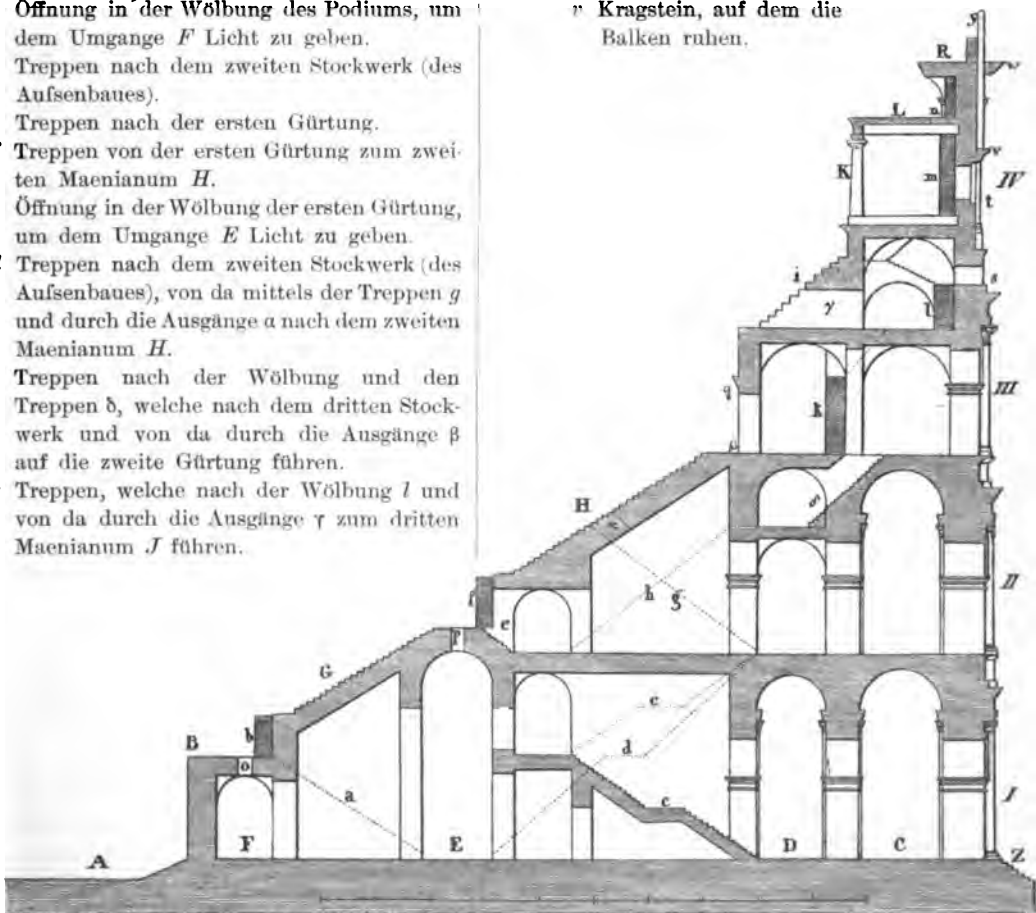 Öffnung in der Wölbung des Podiums, um
dem Umgange F Licht zu geben.
Treppen nach dem zweiten Stockwerk (des
Aufsenbaues).
Treppen nach der ersten Gürtung.
Treppen von der ersten Gürtung zum zwei-
ten Maenianum H.
Öffnung in der Wölbung der ersten Gürtung,
um dem Umgange E Licht zu geben.
Treppen nach dem zweiten Stockwerk (des
Aufsenbaues), von da mittels der Treppen g
und durch die Ausgänge α nach dem zweiten
Maenianum H.
Treppen nach der Wölbung und den
Treppen δ, welche nach dem dritten Stock-
werk und von da durch die Ausgänge β
auf die zweite Gürtung führen.
Treppen, welche nach der Wölbung l und
von da durch die Ausgänge γ zum dritten
Maenianum J führen.
v Kragstein, auf dem die
Balken ruhen.
y
R
w
L
n
v
K
m
IV
t
i
s
γ
l
III
q
k
H
δ
II
h
g
f
e
p
G
c
B
b
d
o
a
c
I
A
F
E
D
C
Z